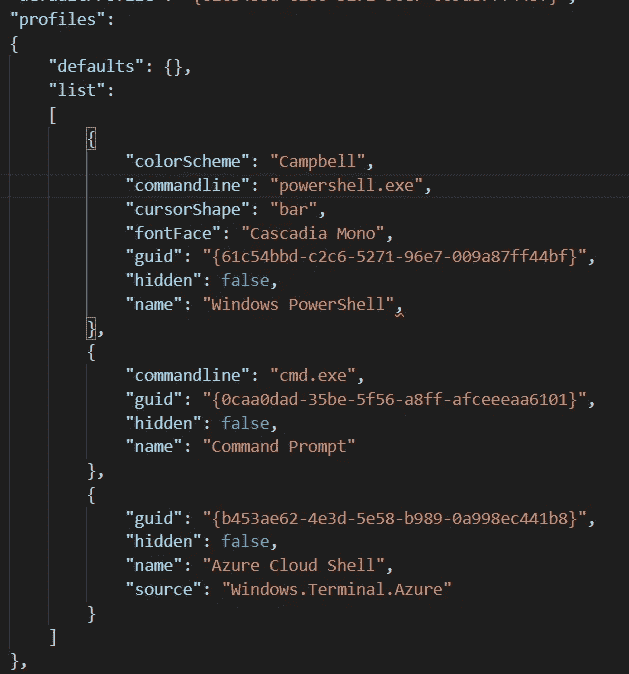 "profiles":
{
    "defaults": {},
    "list":
    [
        {
            "colorScheme": "Campbell",
            "commandline": "powershell.exe",
            "cursorShape": "bar",
            "fontFace": "Cascadia Mono",
            "guid": "{61c54bbd-c2c6-5271-96e7-009a87ff44bf}",
            "hidden": false,
            "name": "Windows PowerShell",
        },
        {
            "commandline": "cmd.exe",
            "guid": "{0caa0dad-35be-5f56-a8ff-afceeeaa6101}",
            "hidden": false,
            "name": "Command Prompt"
        },
        {
            "guid": "{b453ae62-4e3d-5e58-b989-0a998ec441b8}",
            "hidden": false,
            "name": "Azure Cloud Shell",
            "source": "Windows.Terminal.Azure"
        }
    ]
},